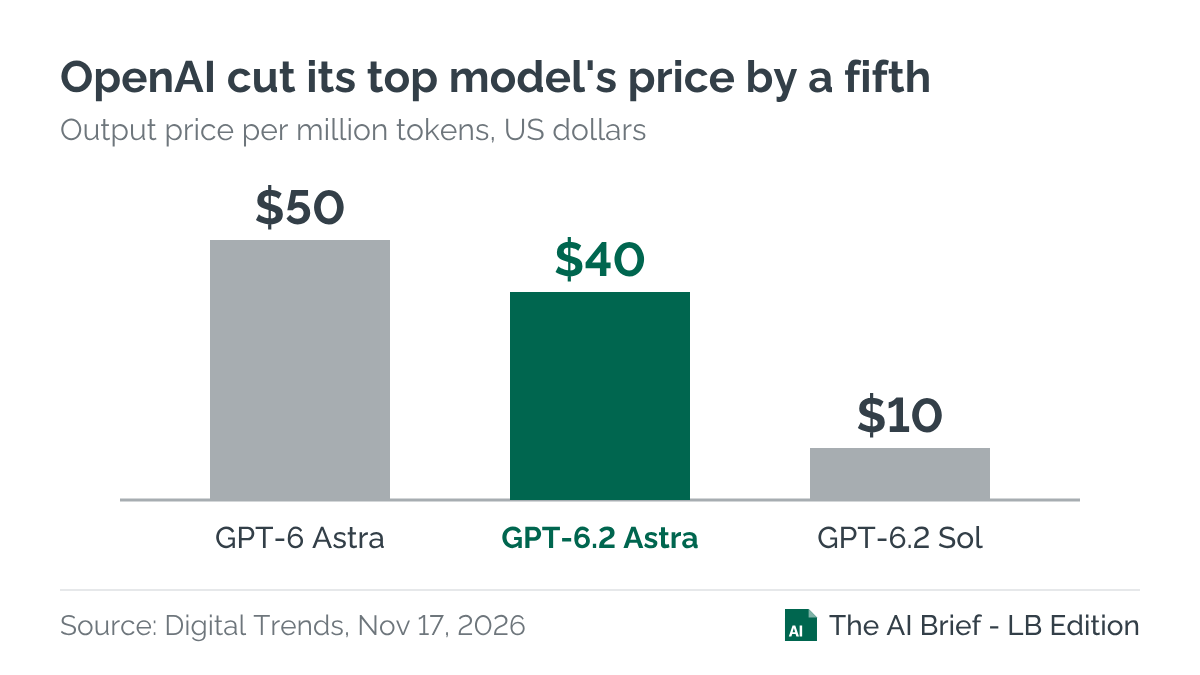 OpenAI cut its top model's price by a fifth
Output price per million tokens, US dollars
$50
$40
$10
GPT-6 Astra
GPT-6.2 Astra
GPT-6.2 Sol
Source: Digital Trends, Nov 17, 2026
AI
The AI Brief - LB Edition